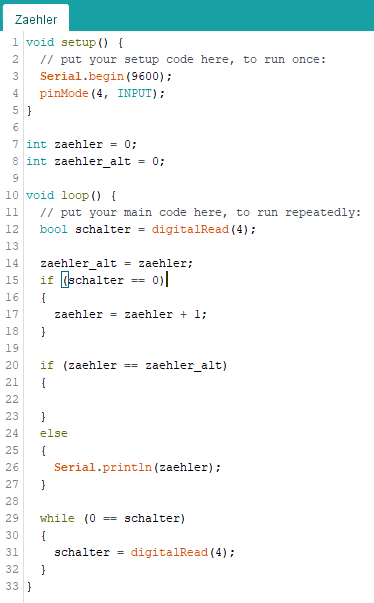 Zaehler
1 void setup() {
2   // put your setup code here, to run once:
3   Serial.begin(9600);
4   pinMode(4, INPUT);
5 }
6
7 int zaehler = 0;
8 int zaehler_alt = 0;
9
10 void loop() {
11   // put your main code here, to run repeatedly:
12   bool schalter = digitalRead(4);
13
14   zaehler_alt = zaehler;
15   if (schalter == 0)
16   {
17     zaehler = zaehler + 1;
18   }
19
20   if (zaehler == zaehler_alt)
21   {
22
23   }
24   else
25   {
26     Serial.println(zaehler);
27   }
28
29   while (0 == schalter)
30   {
31     schalter = digitalRead(4);
32   }
33 }